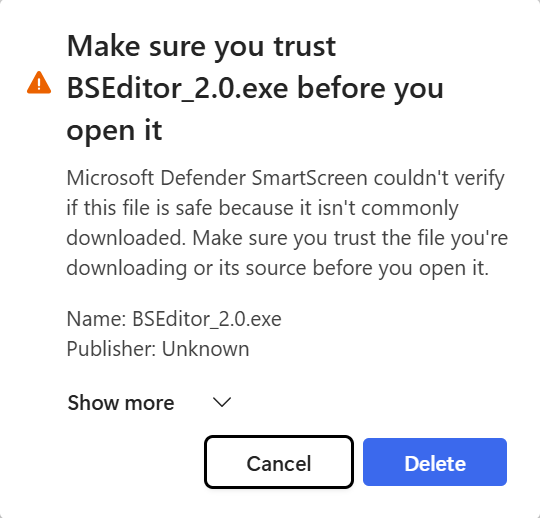 Make sure you trust
BSEditor_2.0.exe before you
open it
Microsoft Defender SmartScreen couldn't verify
if this file is safe because it isn't commonly
downloaded. Make sure you trust the file you're
downloading or its source before you open it.
Name: BSEditor_2.0.exe
Publisher: Unknown
Show more
Cancel
Delete